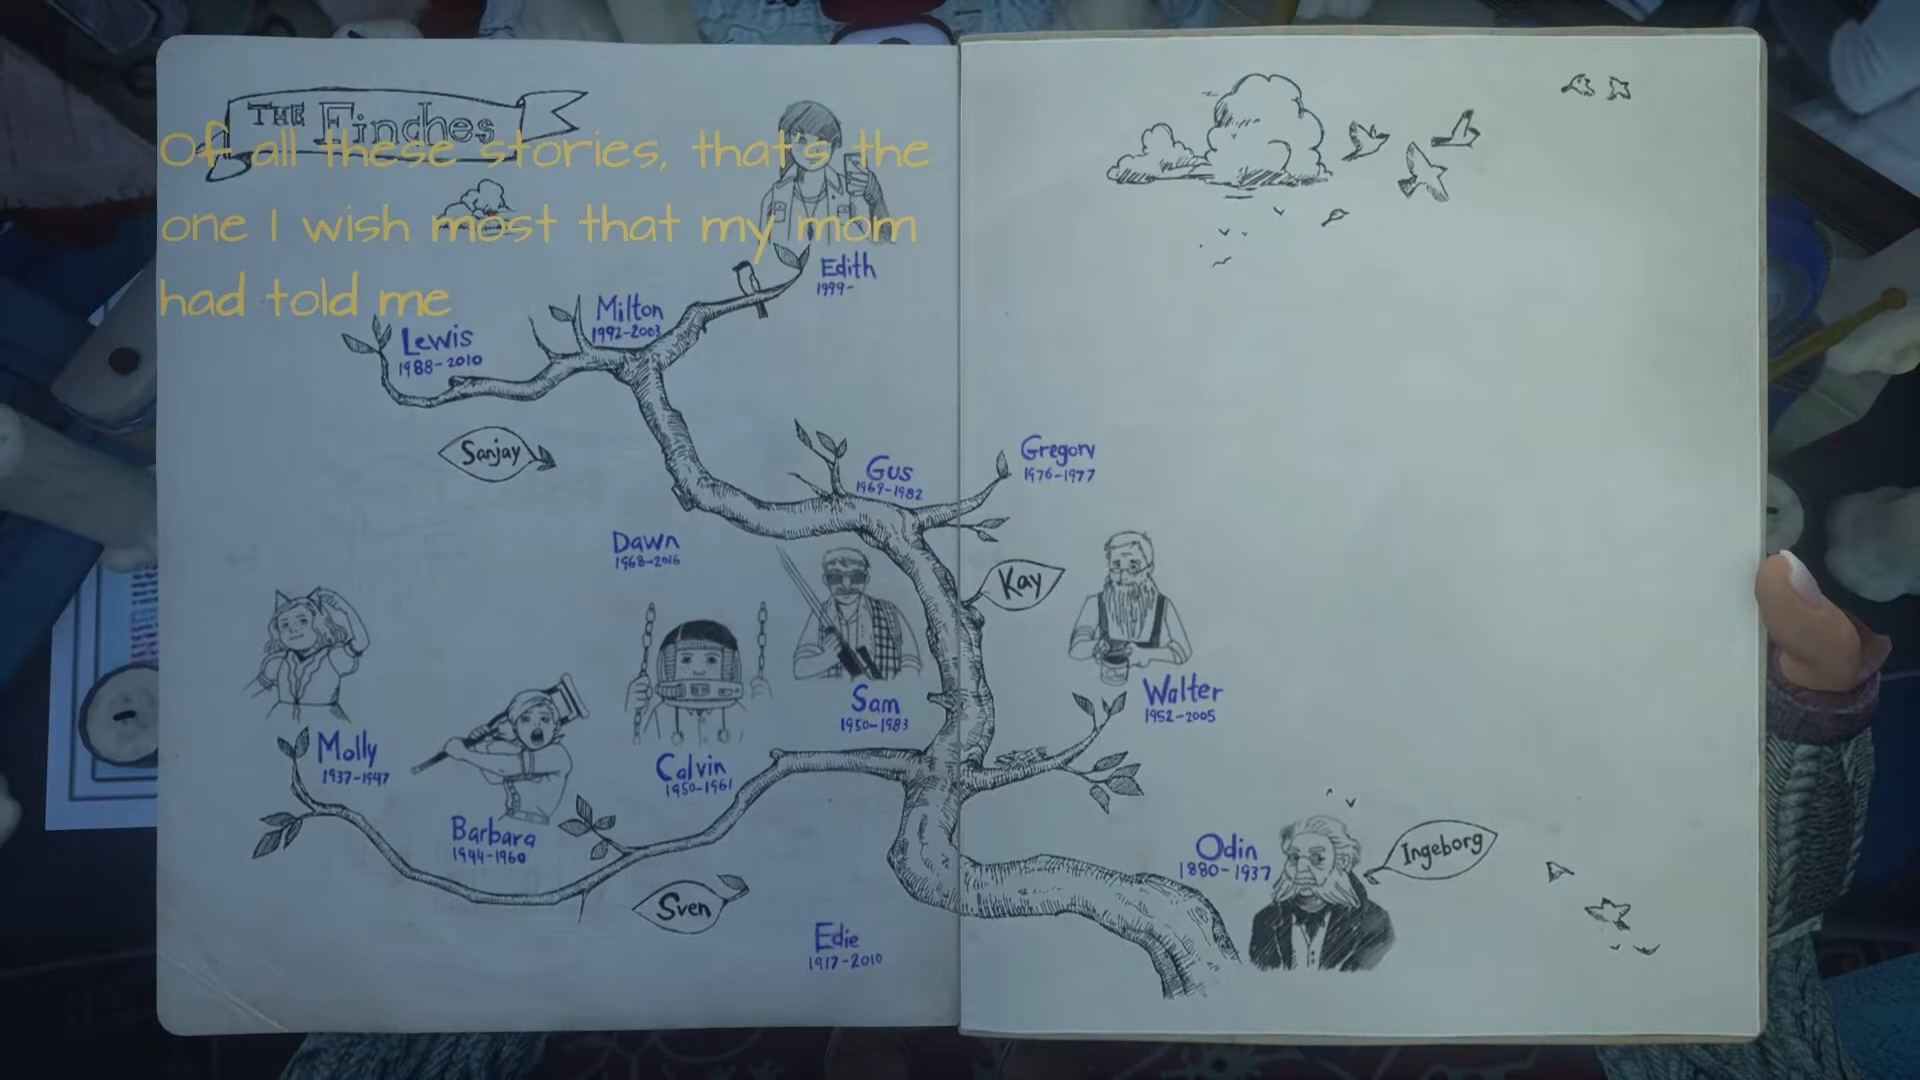 THE Finches
Of all these stories, that's the
one I wish most that my mom
had told me
Edith
1999-
Milton
1992-2003
Lewis
1988-2010
Sanjay
Gus
1969-1982
Gregory
1976-1977
Dawn
1968-2016
Kay
Sam
1950-1983
Walter
1952-2005
Molly
1937-1947
Calvin
1950-1961
Barbara
1944-1960
Sven
Odin
1880-1937
Ingeborg
Edie
1917-2010